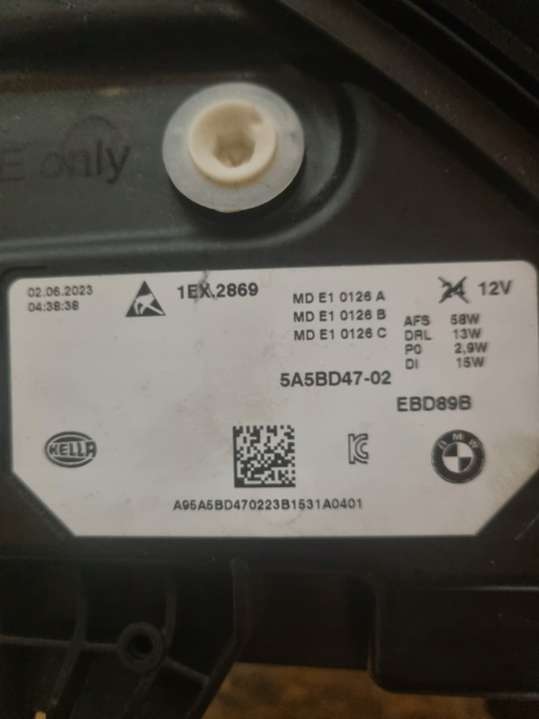 E only
02.06.2023
04:38:38
1EX.2869
MD E1 0126 A
MD E1 0126 B
MD E1 0126 C
24 12V
AFS 58W
DRL 13W
PO 2,9W
DI 15W
5A5BD47-02
EBD89B
HELLA
BMW
A95A5BD470223B1531A0401